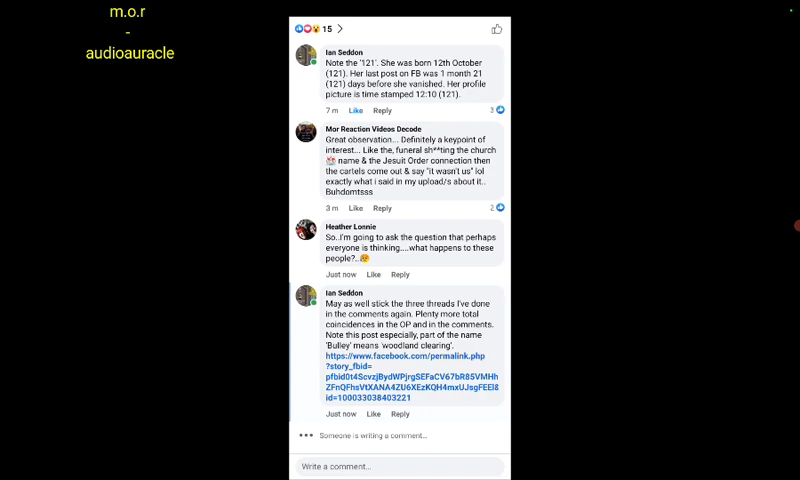 m.o.r
-
audioauracle
15
Ian Seddon
Note the '121'. She was born 12th October
(121). Her last post on FB was 1 month 21
(121) days before she vanished. Her profile
picture is time stamped 12:10 (121).
7 m Like Reply 3
Mor Reaction Videos Decode
Great observation... Definitely a keypoint of
interest... Like the, funeral sh**ting the church
name & the Jesuit Order connection then
the cartels come out & say "it wasn't us" lol
exactly what i said in my upload/s about it..
Buhdomtsss
3 m Like Reply 2
Heather Lonnie
So..I'm going to ask the question that perhaps
everyone is thinking....what happens to these
people?..
Just now Like Reply
Ian Seddon
May as well stick the three threads I've done
in the comments again. Plenty more total
coincidences in the OP and in the comments.
Note this post especially, part of the name
'Bulley' means 'woodland clearing'.
https://www.facebook.com/permalink.php
?story_fbid=
pfbid0t4ScvzjBydWPjrgSEFaCV67bR85VMHh
ZFnQFhsVtXANA4ZU6XEzKQH4mxUJsgFEEl&
id=100033038403221
Just now Like Reply
Someone is writing a comment...
Write a comment...